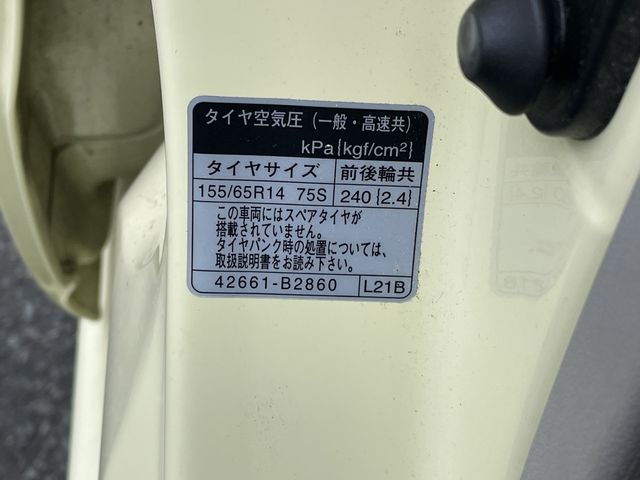 タイヤ空気圧 (一般・高速共)
kPa{kgf/cm²}
タイヤサイズ 前後輪共
155/65R14 75S 240{2.4}
この車両にはスペアタイヤが
搭載されていません。
タイヤパンク時の処置については、
取扱説明書をお読み下さい。
42661-B2860 L21B